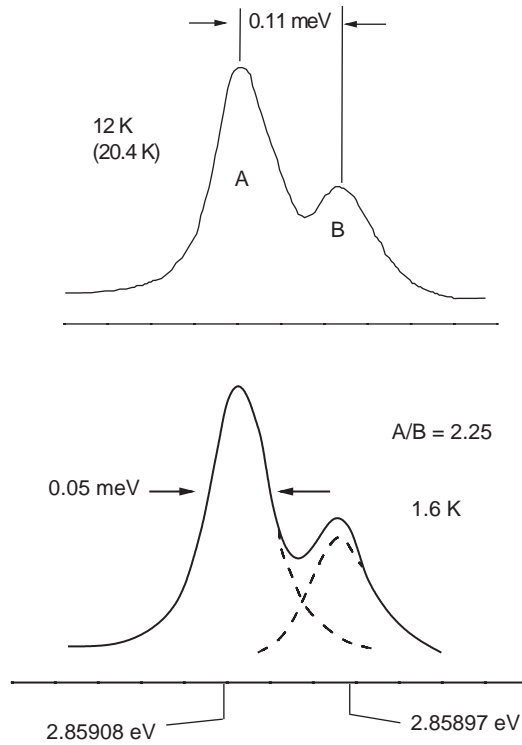 0.11 meV
12 K
(20.4 K)
A
B
A/B = 2.25
0.05 meV
1.6 K
2.85908 eV
2.85897 eV